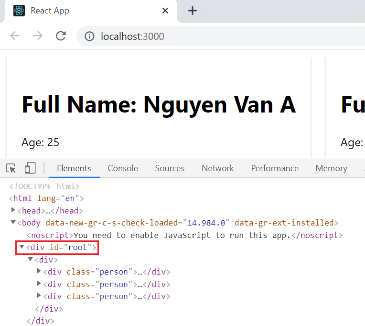 React App
localhost:3000
Full Name: Nguyen Van A
Fu
Age: 25
Ag
Elements Console Sources Performance Memory
<!DOCTYPE html>
<html lang="en">
<head>…</head>
<body data-new-gr-c-s-check-loaded="14.984.0" data-gr-ext-installed>
<noscript>You need to enable JavaScript to run this app.</noscript>
<div id="root">
<div>
<div class="person">…</div>
<div class="person">…</div>
<div class="person">…</div>
</div>
</div>